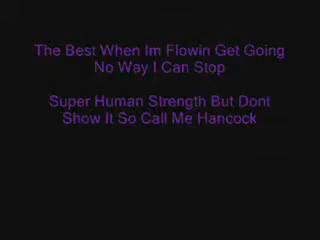 The Best When Im Flowin Get Going
No Way I Can Stop
Super Human Strength But Dont
Show It So Call Me Hancock